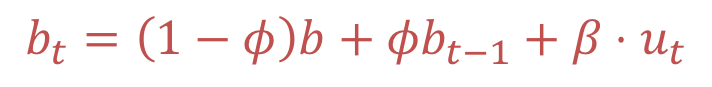 b_t = (1 − ϕ)b + ϕb_{t−1} + β · u_t